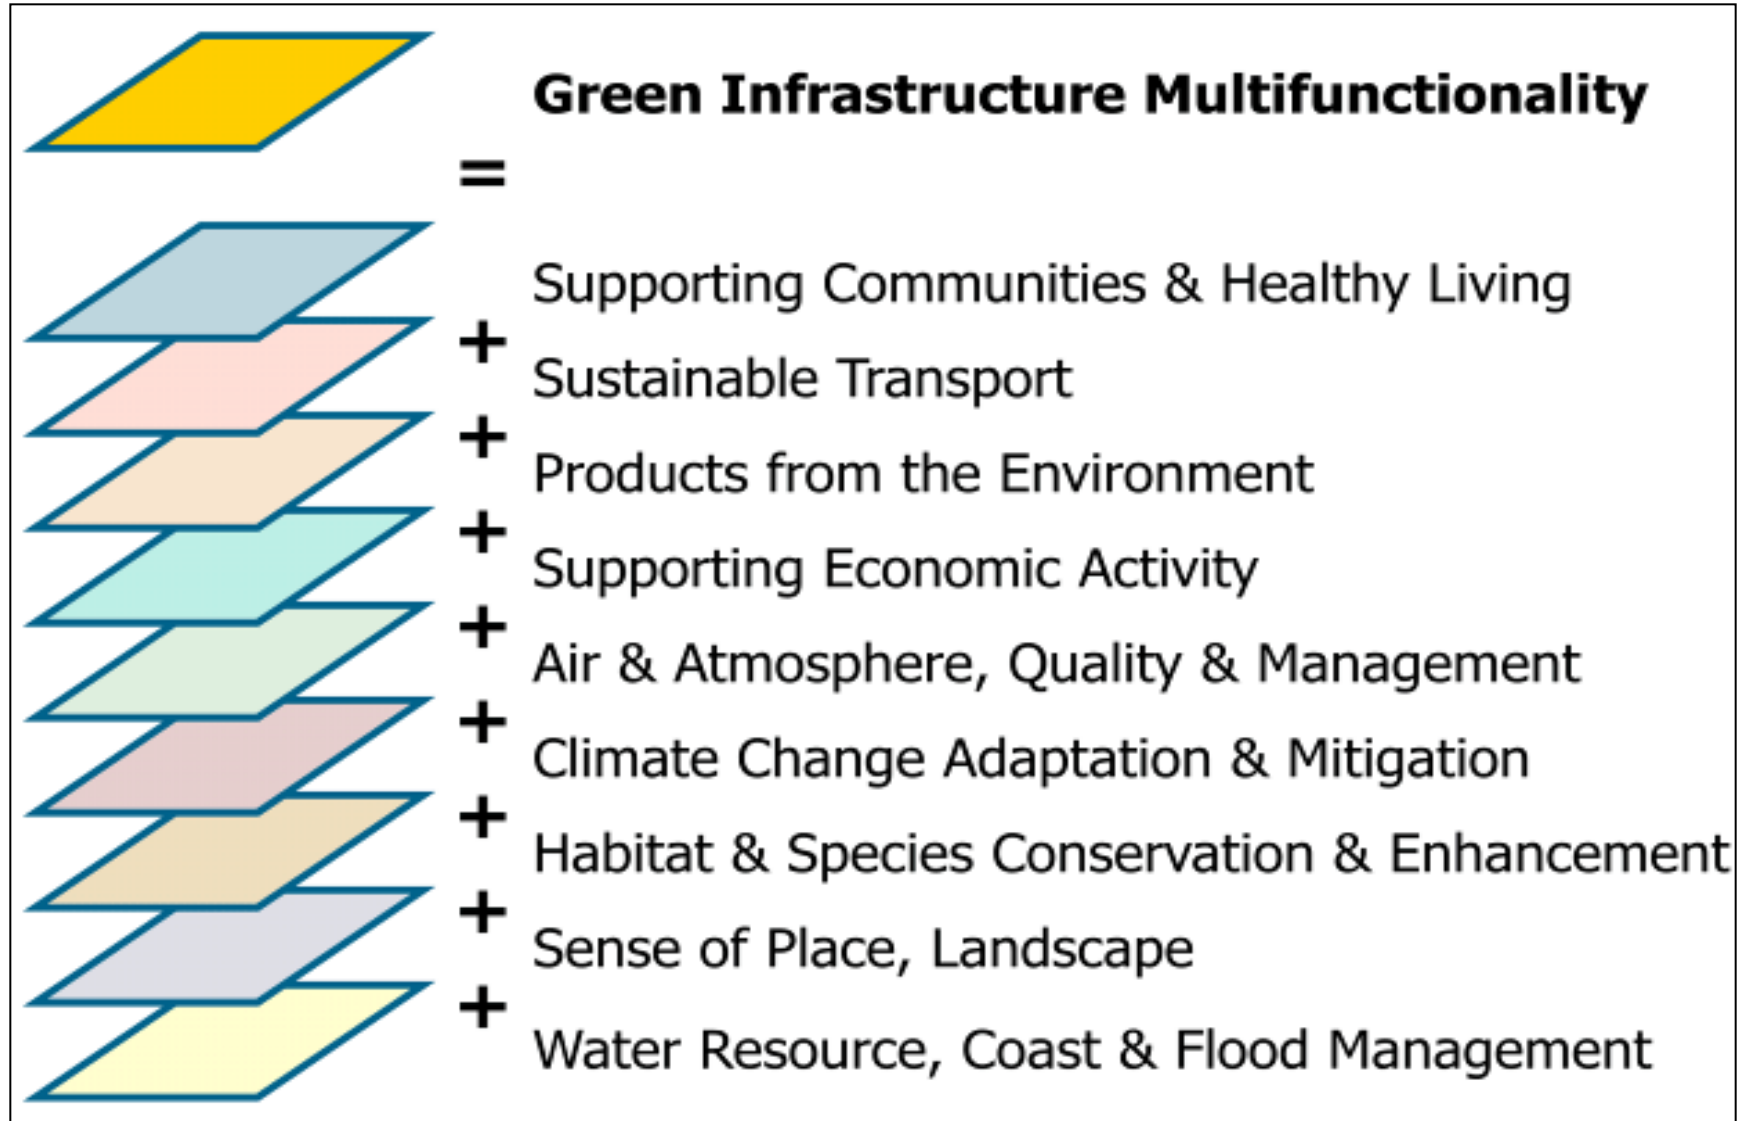 Green Infrastructure Multifunctionality
=
Supporting Communities & Healthy Living
+
Sustainable Transport
+
Products from the Environment
+
Supporting Economic Activity
+
Air & Atmosphere, Quality & Management
+
Climate Change Adaptation & Mitigation
+
Habitat & Species Conservation & Enhancement
+
Sense of Place, Landscape
+
Water Resource, Coast & Flood Management